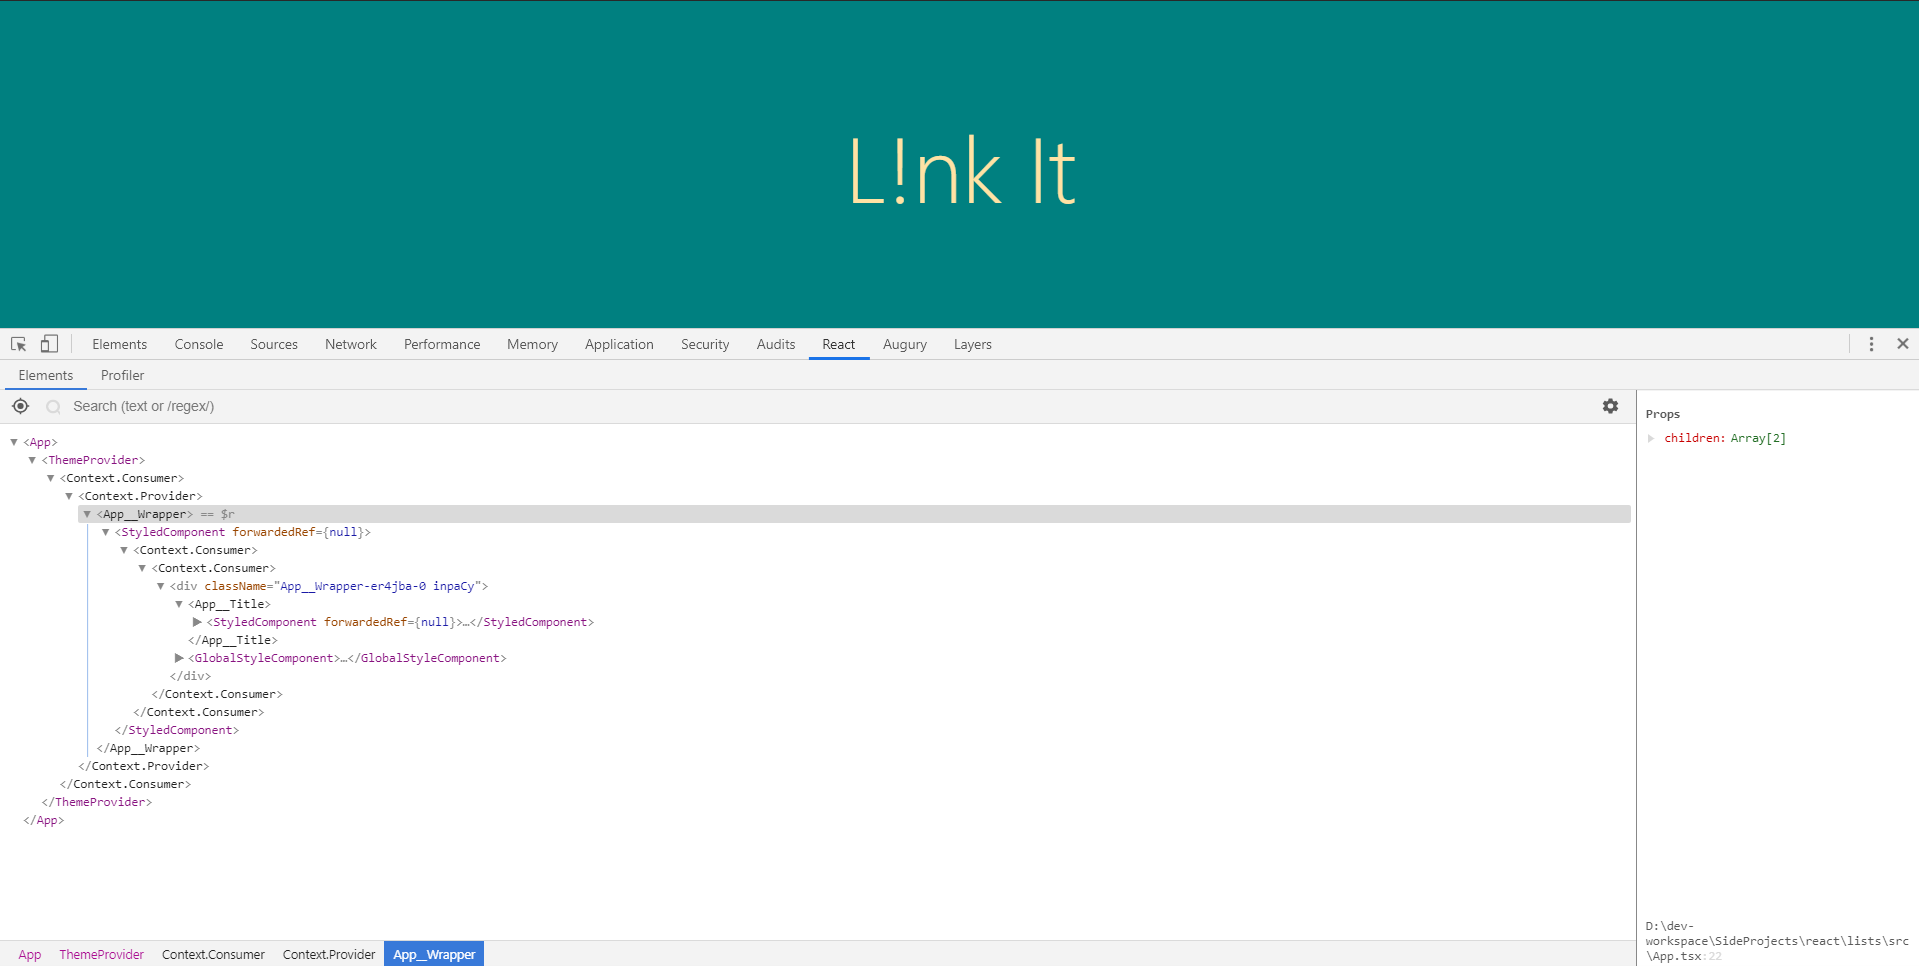 L!nk It
Elements Console Sources Network Performance Memory Application Security Audits React Augury Layers
Elements Profiler
Search (text or /regex/)
Props
children: Array[2]
<App>
<ThemeProvider>
<Context.Consumer>
<Context.Provider>
<App__Wrapper> == $r
<StyledComponent forwardedRef={null}>
<Context.Consumer>
<Context.Consumer>
<div className="App__Wrapper-er4jba-0 inpaCy">
<App__Title>
<StyledComponent forwardedRef={null}>…</StyledComponent>
</App__Title>
<GlobalStyleComponent>…</GlobalStyleComponent>
</div>
</Context.Consumer>
</Context.Consumer>
</StyledComponent>
</App__Wrapper>
</Context.Provider>
</Context.Consumer>
</ThemeProvider>
</App>
D:\dev-
workspace\SideProjects\react\lists\src
\App.tsx:22
App ThemeProvider Context.Consumer Context.Provider App__Wrapper